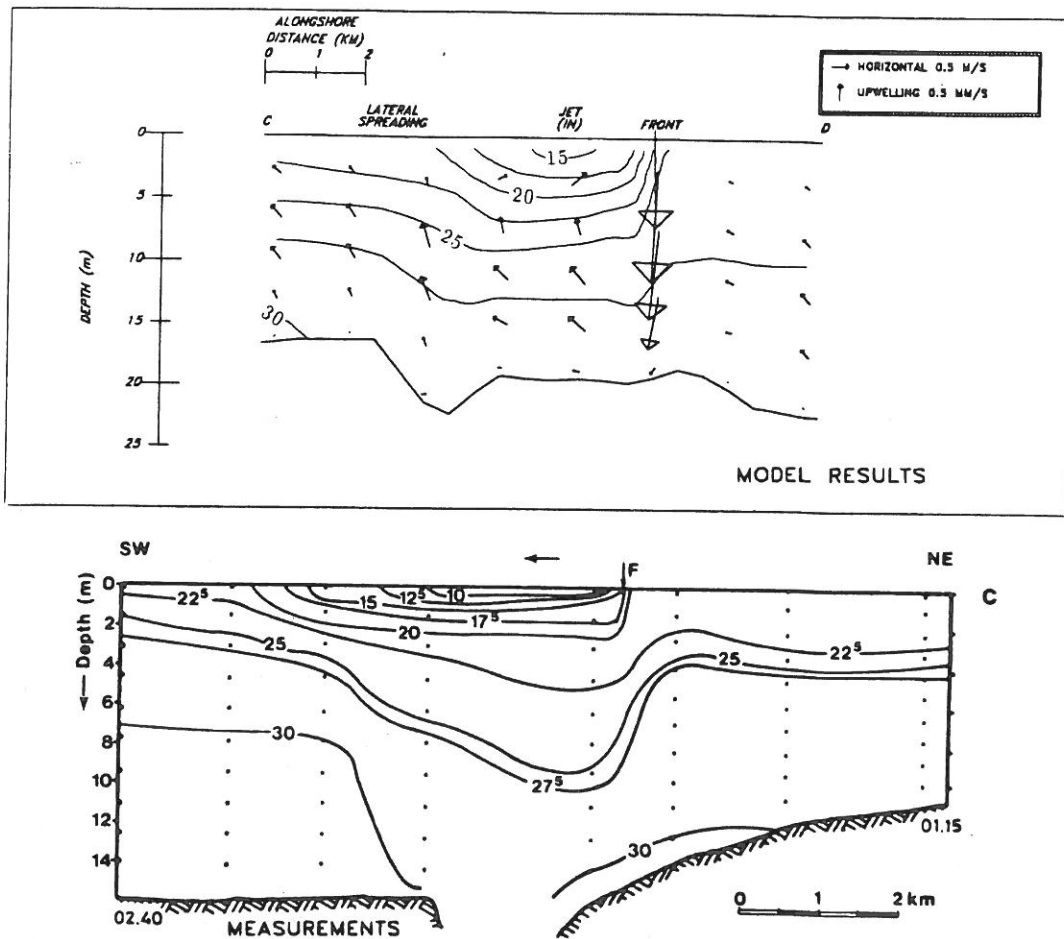 ALONGSHORE
DISTANCE (KM)
0 1 2
HORIZONTAL 0.5 M/S
UPWELLING 0.5 MM/S
C LATERAL SPREADING JET (IN) FRONT D
0
5
10
15
20
25
DEPTH (m)
15
20
25
30
MODEL RESULTS
SW
NE
F
C
0
2
4
6
8
10
12
14
Depth (m)
22⁵
15
12⁵
10
17⁵
20
25
30
27⁵
22⁵
25
30
01.15
02.40
MEASUREMENTS
0 1 2 km